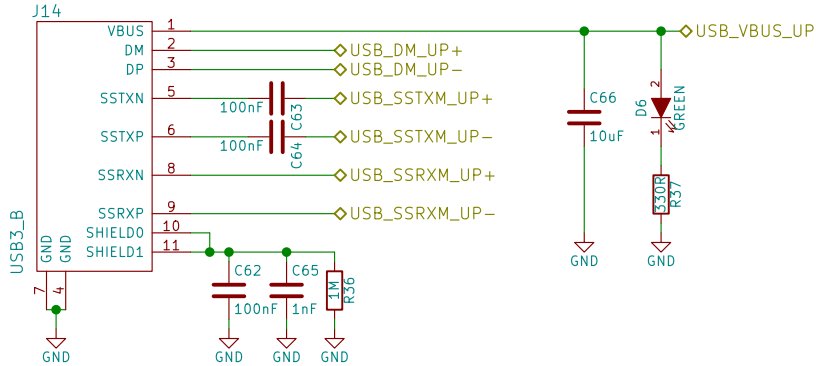 J14
VBUS 1 USB_VBUS_UP
DM 2 USB_DM_UP+
DP 3 USB_DM_UP-
SSTXN 5 100nF C63 USB_SSTXM_UP+
SSTXP 6 100nF C64 USB_SSTXM_UP-
SSRXN 8 USB_SSRXM_UP+
SSRXP 9 USB_SSRXM_UP-
SHIELD0 10
SHIELD1 11
USB3_B
GND
GND
7
4
GND
C62
100nF
GND
C65
1nF
GND
1M
R36
GND
C66
10uF
GND
2
D6
GREEN
1
330R
R37
GND